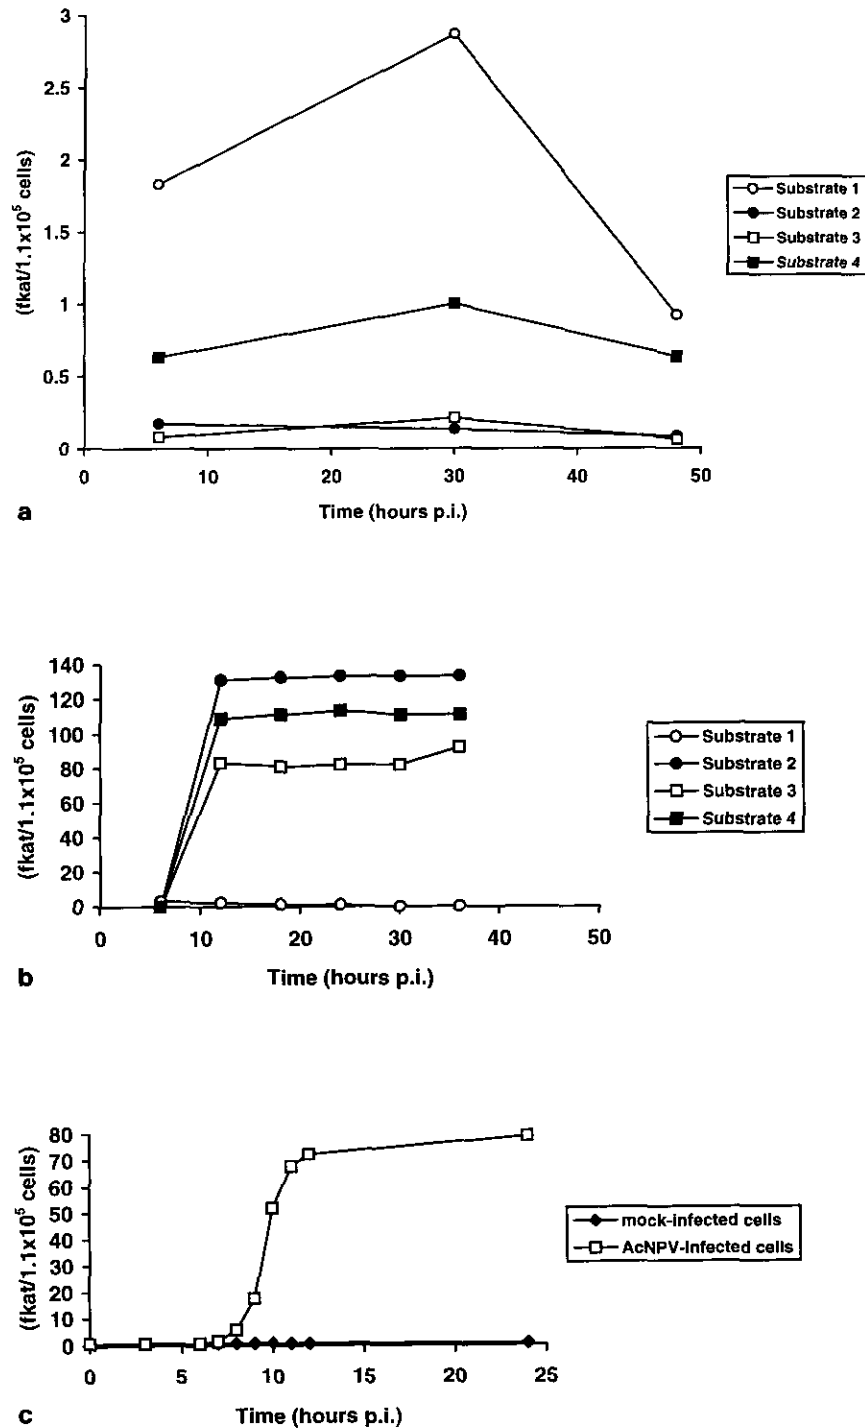 3
2.5
2
1.5
1
0.5
0
(fkat/1.1x10⁵ cells)
0 10 20 30 40 50
Time (hours p.i.)
Substrate 1
Substrate 2
Substrate 3
Substrate 4
a
140
120
100
80
60
40
20
0
(fkat/1.1x10⁵ cells)
0 10 20 30 40 50
Time (hours p.i.)
Substrate 1
Substrate 2
Substrate 3
Substrate 4
b
80
70
60
50
40
30
20
10
0
(fkat/1.1x10⁵ cells)
0 5 10 15 20 25
Time (hours p.i.)
mock-infected cells
AcNPV-infected cells
c